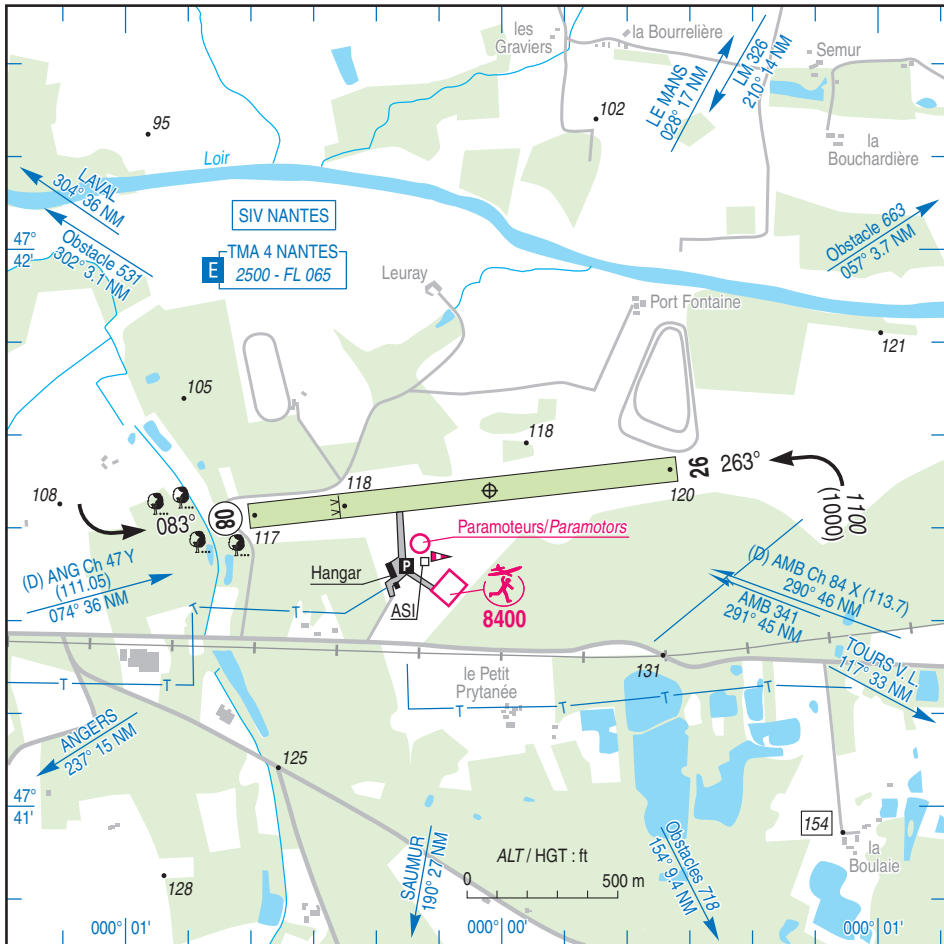 les
Graviers
la Bourrelière
Semur
LE MANS
028° 17 NM
LM 326
210° 14 NM
95
102
la
Bouchardière
Loir
LAVAL
304° 36 NM
SIV NANTES
Obstacle 531
302° 3.1 NM
Obstacle 663
057° 3.7 NM
47°
42'
E
TMA 4 NANTES
2500 - FL 065
Leuray
Port Fontaine
121
105
118
118
26
263°
120
1100
(1000)
108
083°
08
117
Paramoteurs/Paramotors
(D) ANG Ch 47 Y
(111.05)
074° 36 NM
Hangar
P
ASI
8400
(D) AMB Ch 84 X (113.7)
290° 46 NM
AMB 341
291° 45 NM
T
T
131
TOURS V.L.
117° 33 NM
le Petit
Prytanée
T
T
T
T
T
T
ANGERS
237° 15 NM
125
47°
41'
154
la
Boulaie
SAUMUR
190° 27 NM
ALT / HGT : ft
0
500 m
Obstacles 718
154° 9.4 NM
128
000° 01'
000° 00'
000° 01'